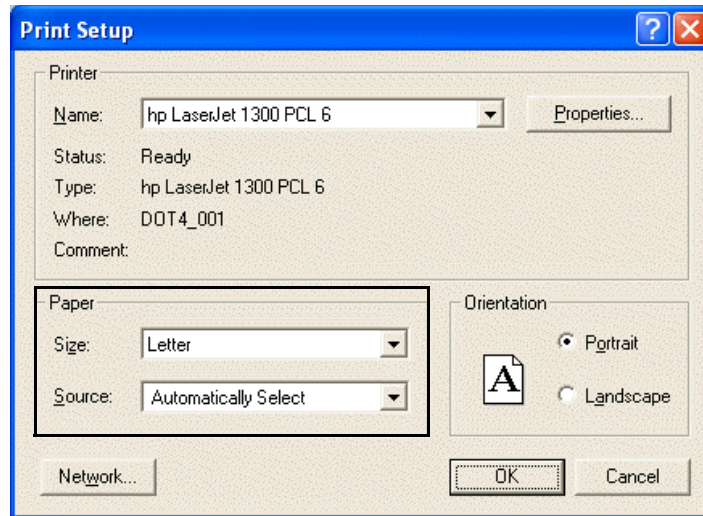 Print Setup
Printer
Name: hp LaserJet 1300 PCL 6 Properties...
Status: Ready
Type: hp LaserJet 1300 PCL 6
Where: DOT4_001
Comment:
Paper
Size: Letter
Source: Automatically Select
Orientation
A
Portrait
Landscape
Network... OK Cancel